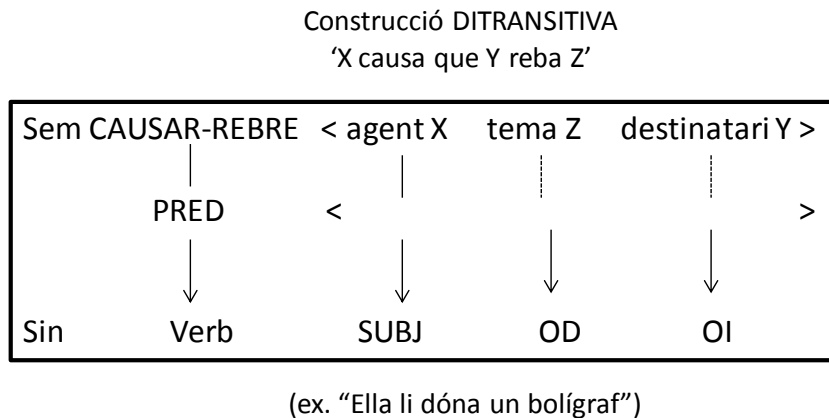 Construcció DITRANSITIVA
‘X causa que Y reba Z’
Sem CAUSAR-REBRE < agent X tema Z destinatari Y >
PRED < >
Sin Verb SUBJ OD OI
(ex. “Ella li dóna un bolígraf”)